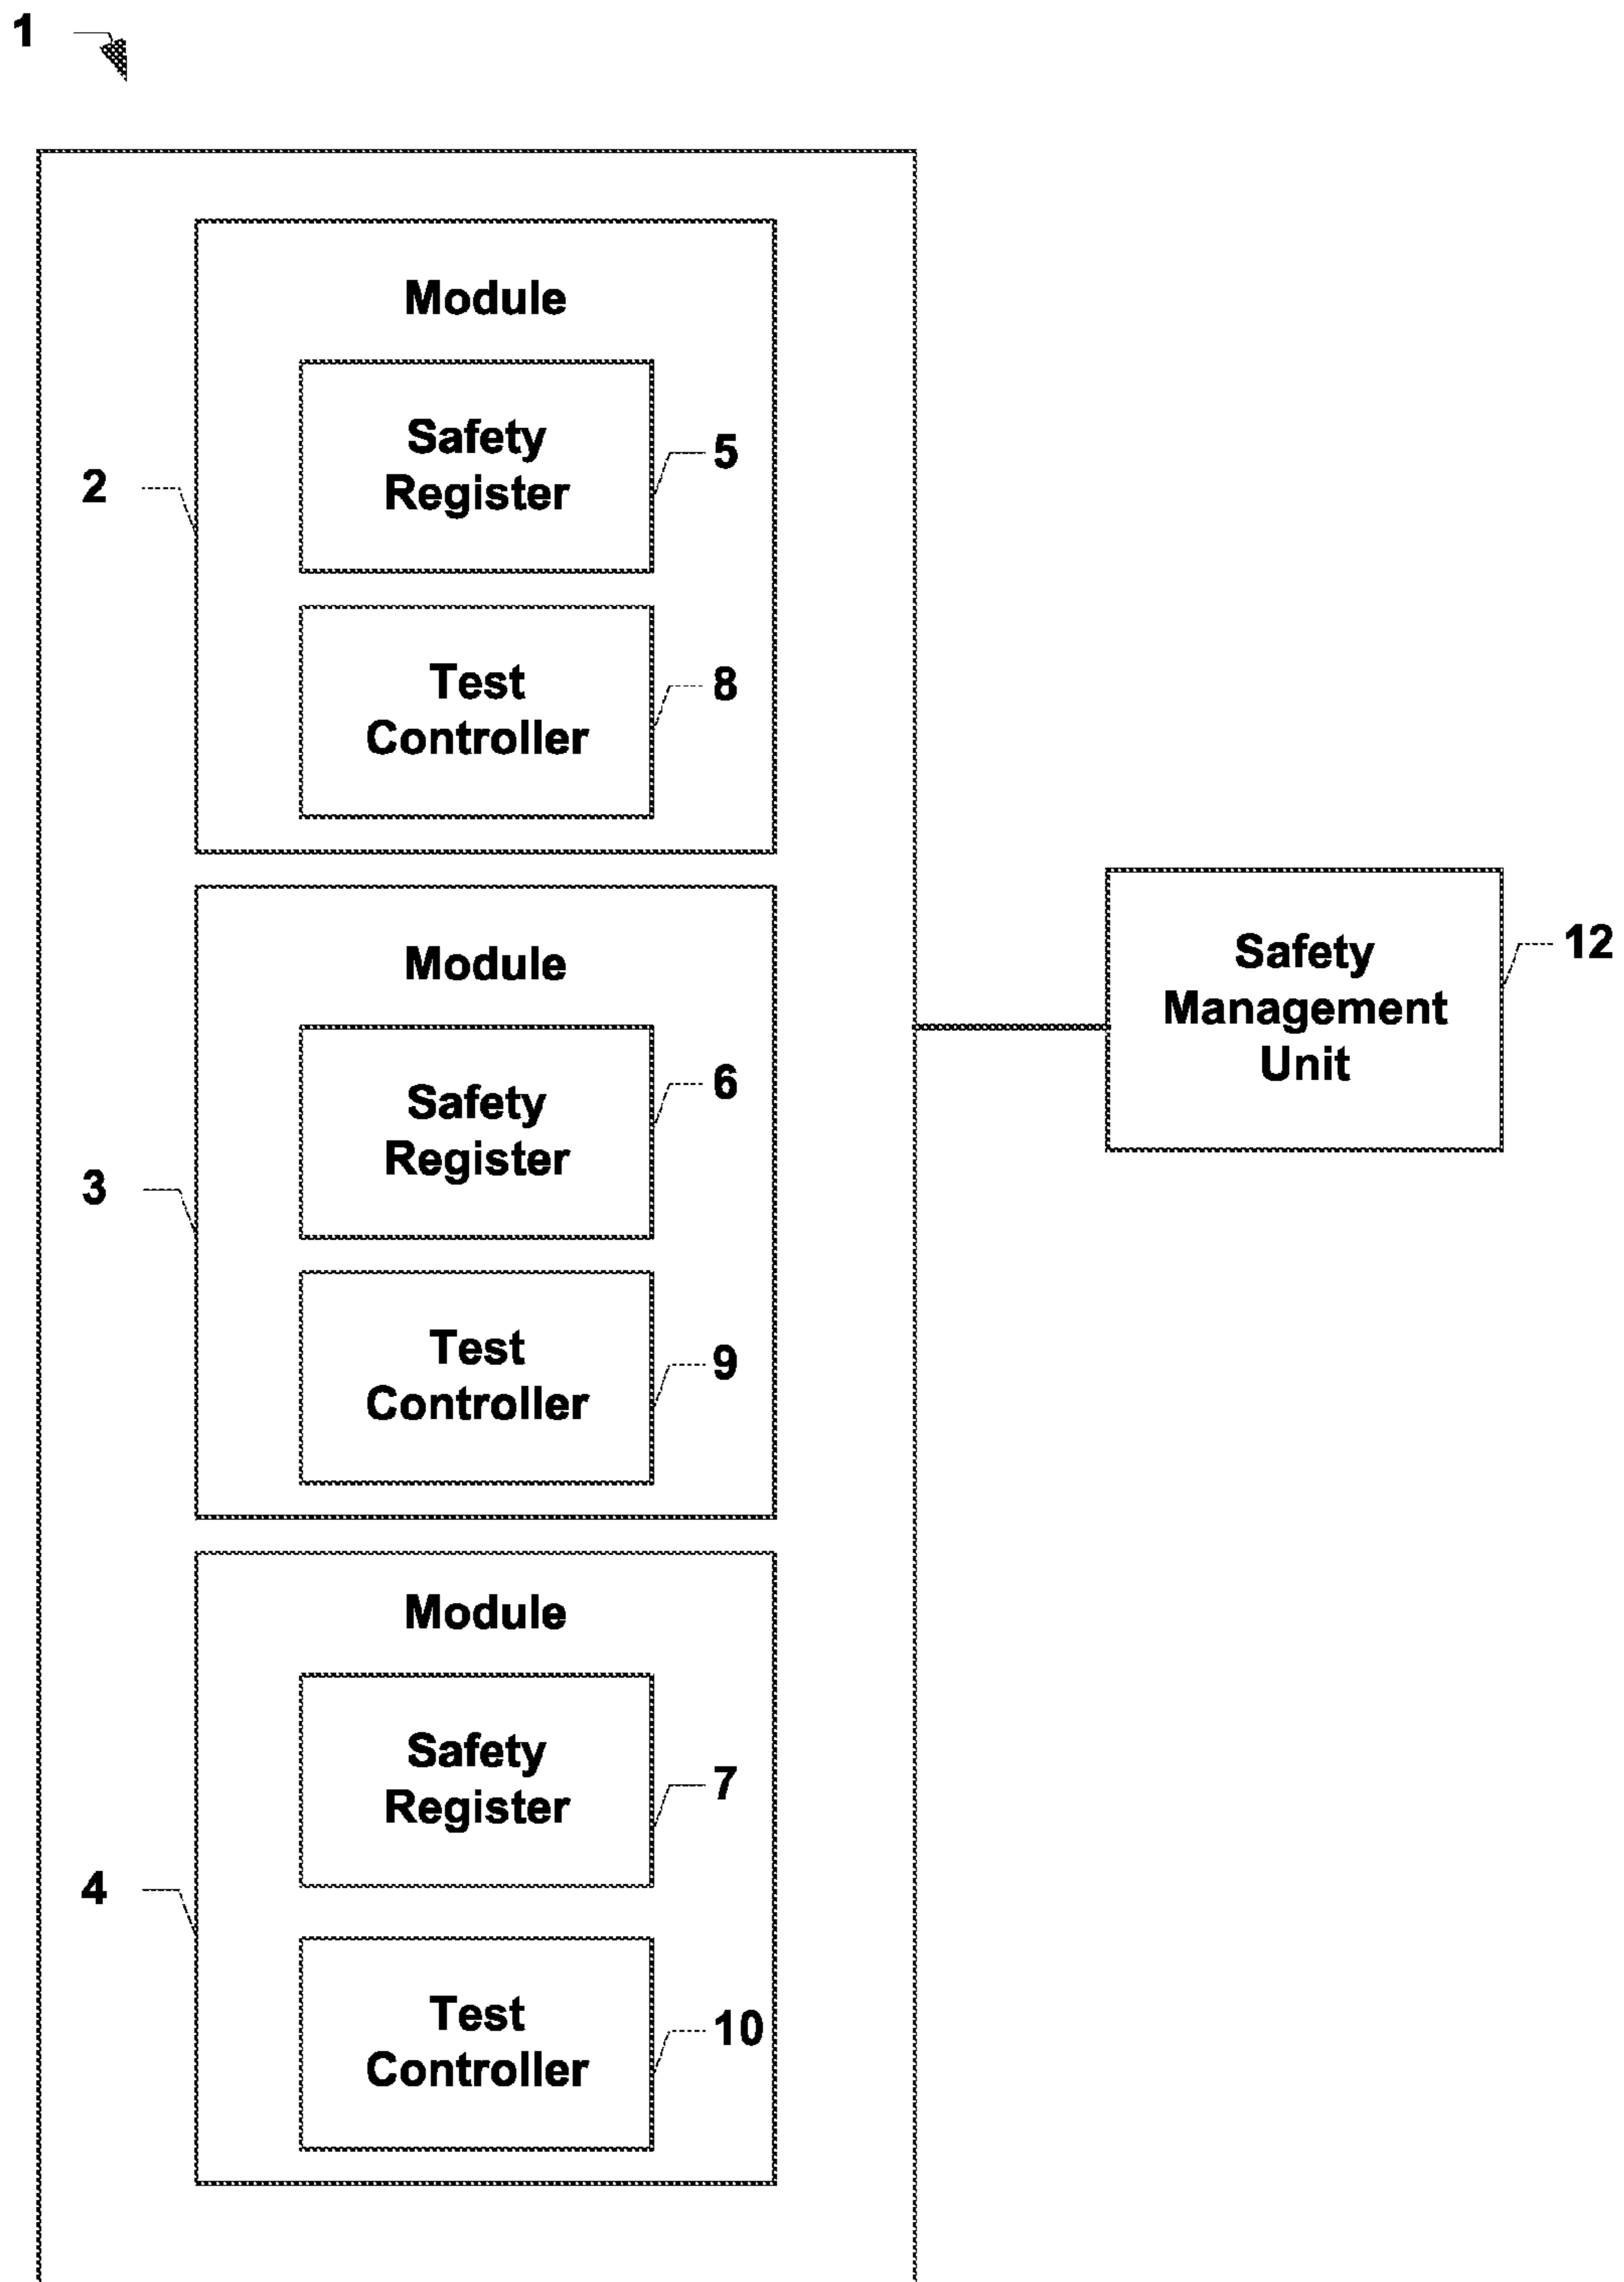 1
Module
Safety
Register
5
2
Test
Controller
8
Module
Safety
Register
6
3
Test
Controller
9
Module
Safety
Register
7
4
Test
Controller
10
Safety
Management
Unit
12